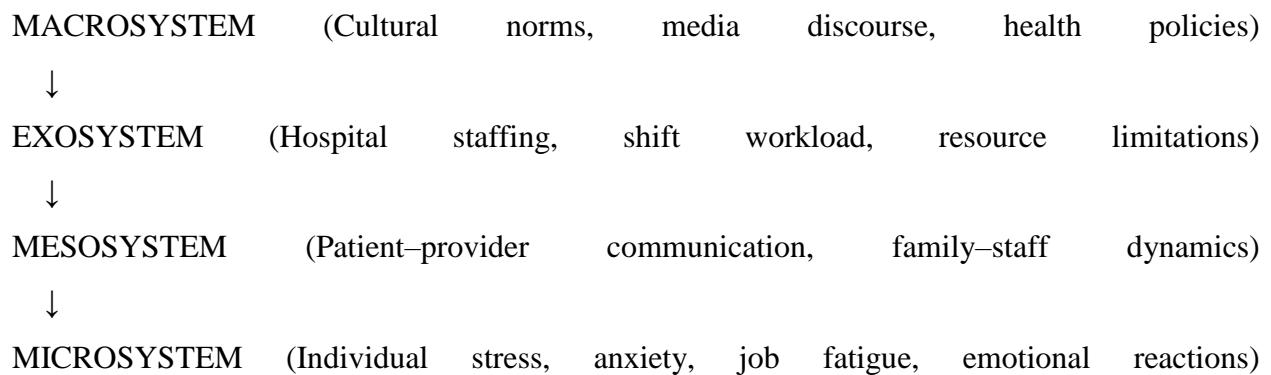 MACROSYSTEM (Cultural norms, media discourse, health policies)
↓
EXOSYSTEM (Hospital staffing, shift workload, resource limitations)
↓
MESOSYSTEM (Patient–provider communication, family–staff dynamics)
↓
MICROSYSTEM (Individual stress, anxiety, job fatigue, emotional reactions)